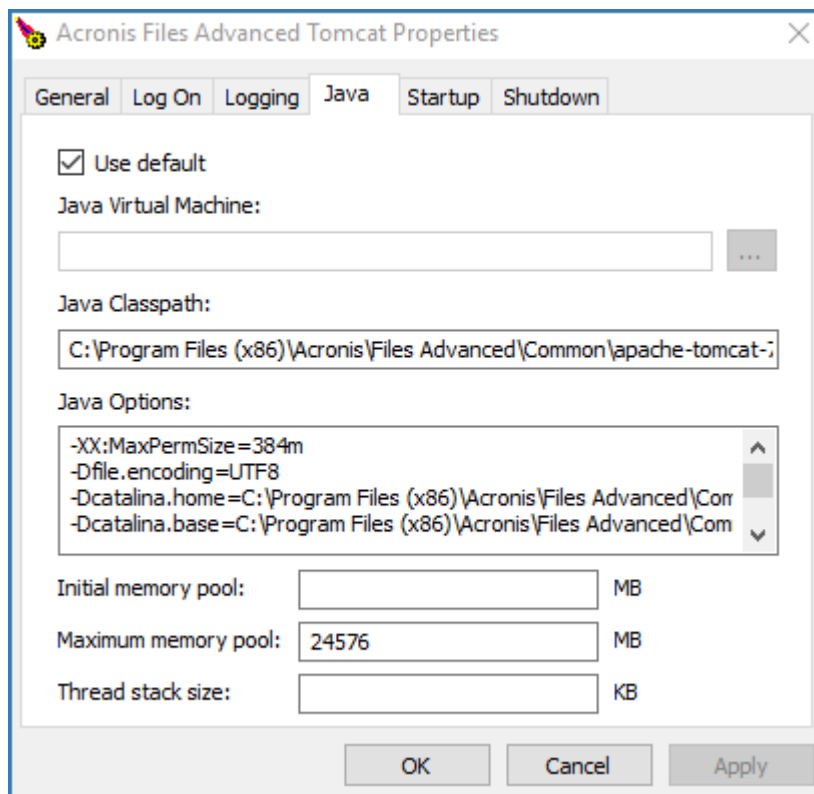 Acronis Files Advanced Tomcat Properties
General Log On Logging Java Startup Shutdown
Use default
Java Virtual Machine:
...
Java Classpath:
C:\Program Files (x86)\Acronis\Files Advanced\Common\apache-tomcat-7
Java Options:
-XX:MaxPermSize=384m
-Dfile.encoding=UTF8
-Dcatalina.home=C:\Program Files (x86)\Acronis\Files Advanced\Com
-Dcatalina.base=C:\Program Files (x86)\Acronis\Files Advanced\Com
Initial memory pool: MB
Maximum memory pool: 24576 MB
Thread stack size: KB
OK Cancel Apply